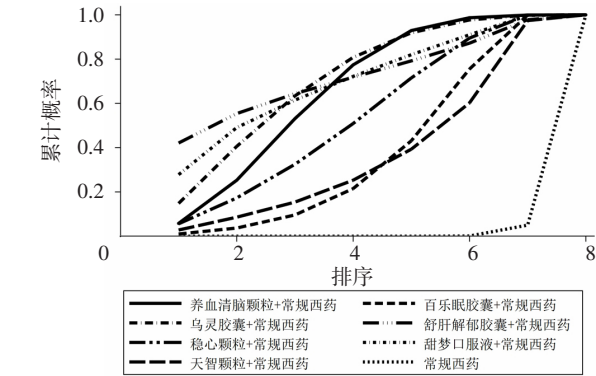 累计概率
1.0
0.8
0.6
0.4
0.2
0 2 4 6 8
排序
养血清脑颗粒+常规西药 百乐眠胶囊+常规西药
乌灵胶囊+常规西药 舒肝解郁胶囊+常规西药
稳心颗粒+常规西药 甜梦口服液+常规西药
天智颗粒+常规西药 常规西药